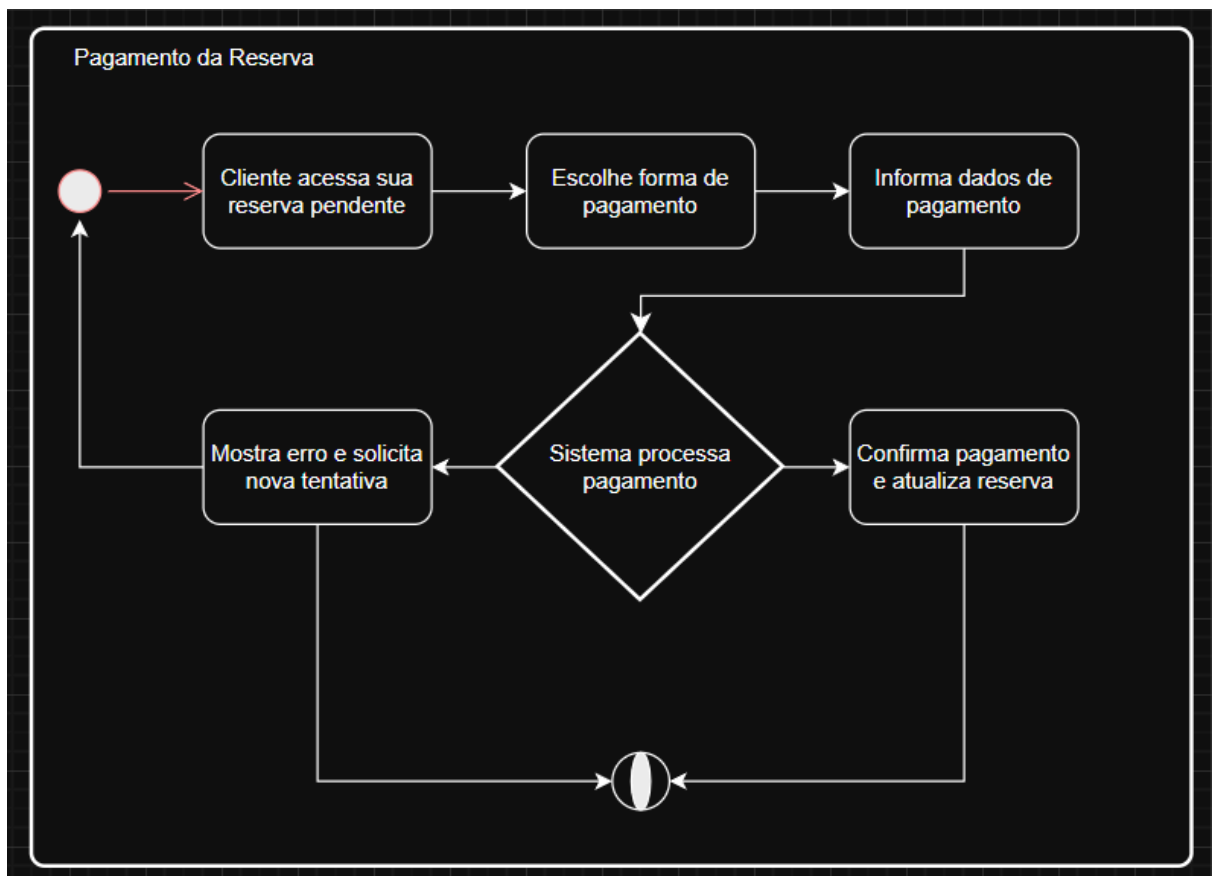 Pagamento da Reserva
Cliente acessa sua
reserva pendente
Escolhe forma de
pagamento
Informa dados de
pagamento
Mostra erro e solicita
nova tentativa
Sistema processa
pagamento
Confirma pagamento
e atualiza reserva